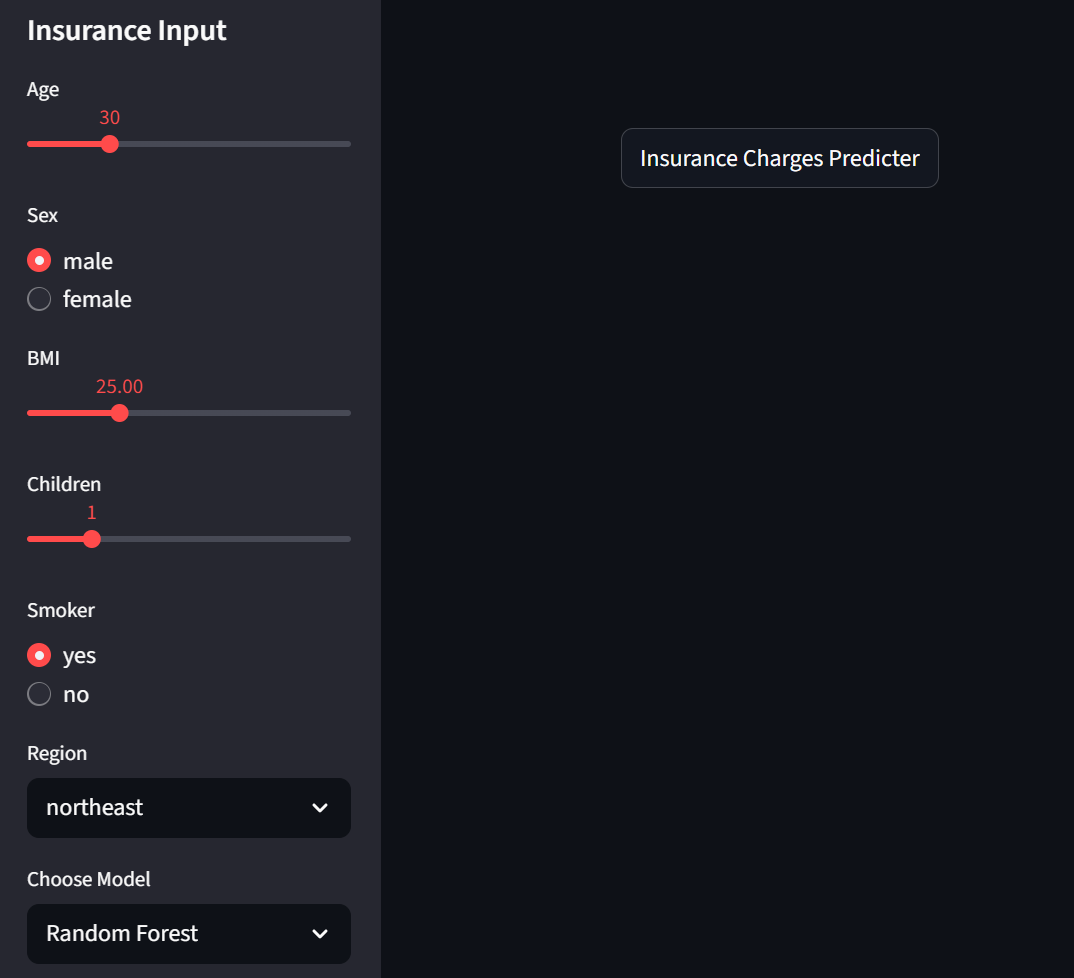 Insurance Input
Age
30
Sex
male
female
BMI
25.00
Children
1
Smoker
yes
no
Region
northeast
Choose Model
Random Forest
Insurance Charges Predicter